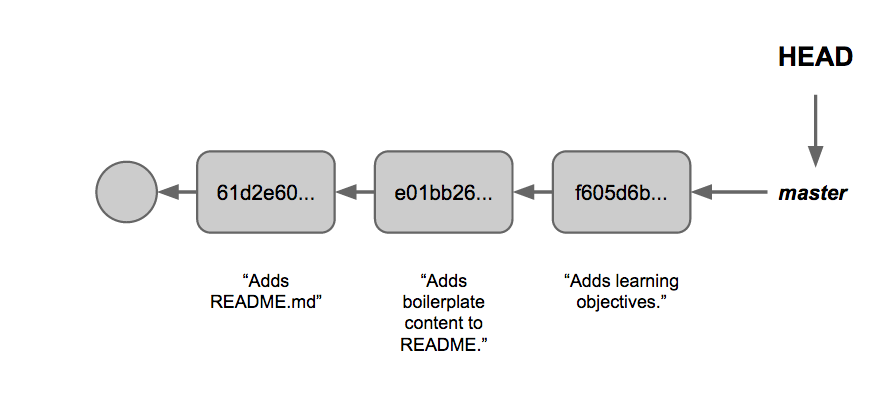 HEAD
61d2e60...
e01bb26...
f605d6b...
master
“Adds
README.md”
“Adds
boilerplate
content to
README.”
“Adds learning
objectives.”